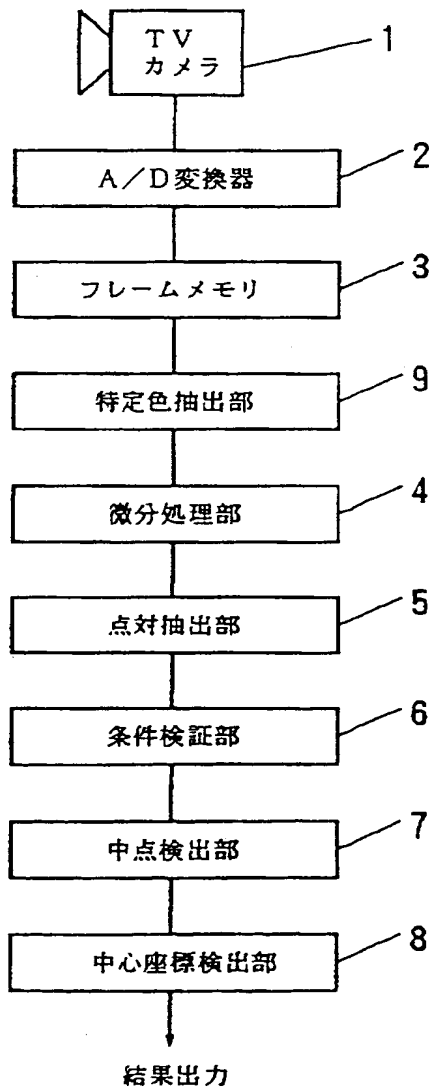 TV
カメラ
1
A/D変換器
2
フレームメモリ
3
特定色抽出部
9
微分処理部
4
点対抽出部
5
条件検証部
6
中点検出部
7
中心座標検出部
8
結果出力